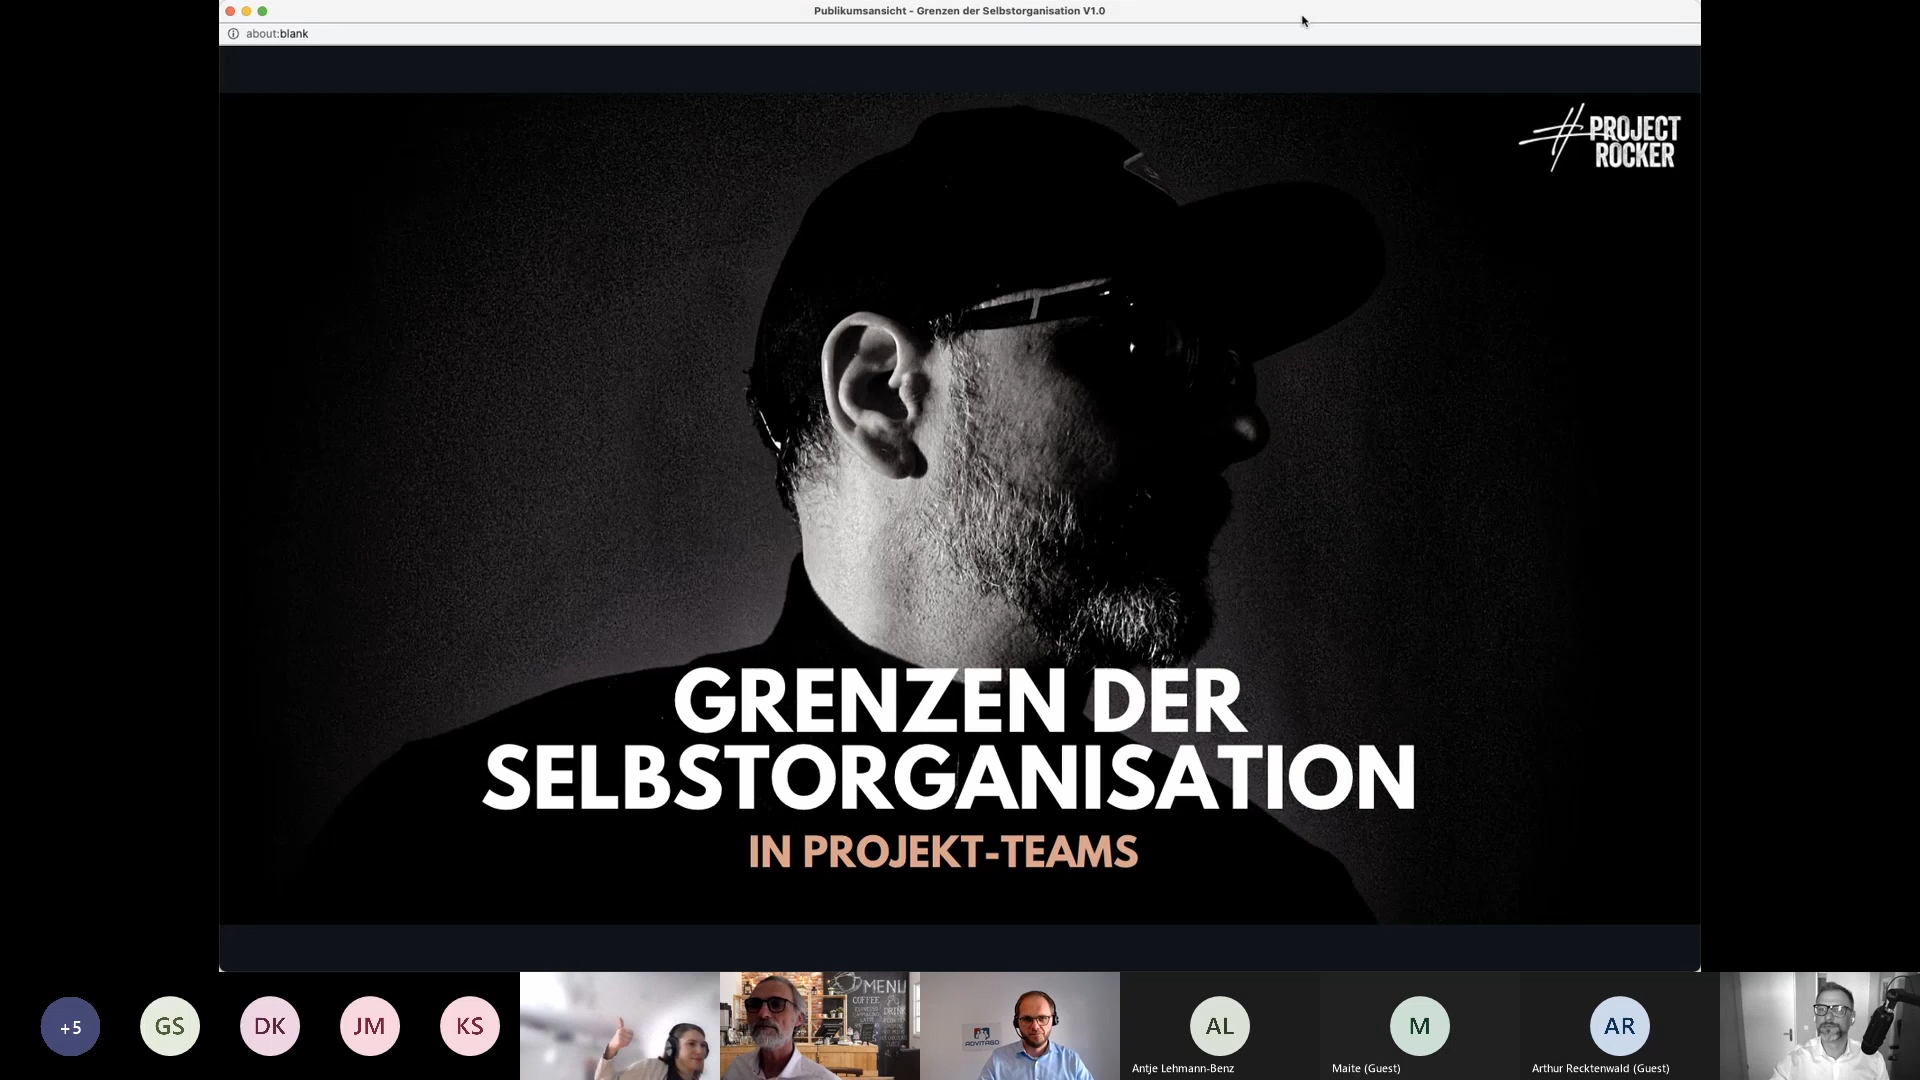 Publikumsansicht - Grenzen der Selbstorganisation V1.0
about:blank
#PROJECT
ROCKER
GRENZEN DER
SELBSTORGANISATION
IN PROJEKT-TEAMS
+5
GS
DK
JM
KS
MENU
COFFEE
ADVITAGO
AL
Antje Lehmann-Benz
M
Maite (Guest)
AR
Arthur Recktenwald (Guest)